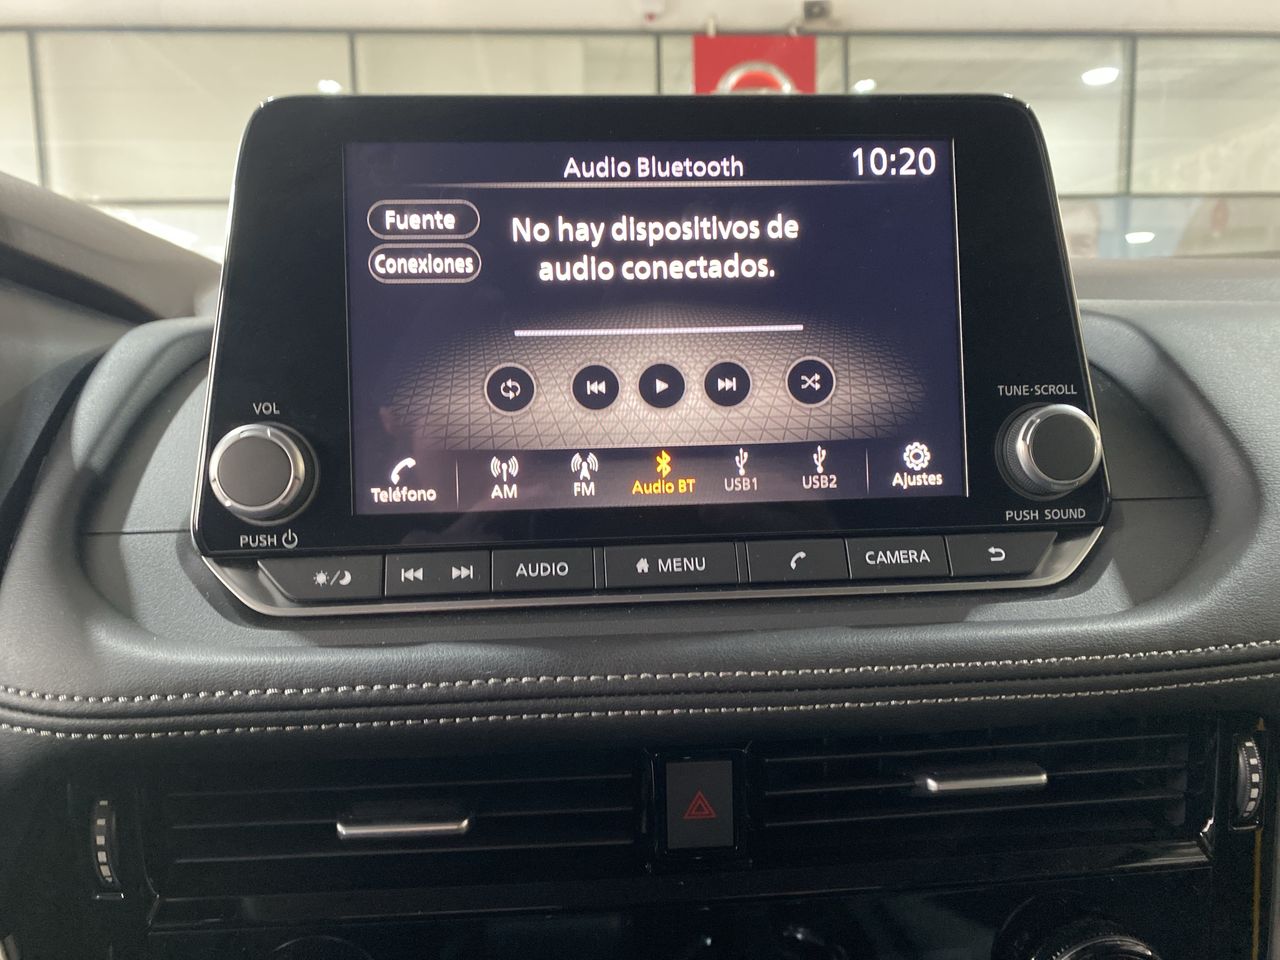 Audio Bluetooth
10:20
Fuente
Conexiones
No hay dispositivos de
audio conectados.
VOL
TUNE·SCROLL
Teléfono
AM
FM
Audio BT
USB1
USB2
Ajustes
PUSH
PUSH SOUND
AUDIO
MENU
CAMERA